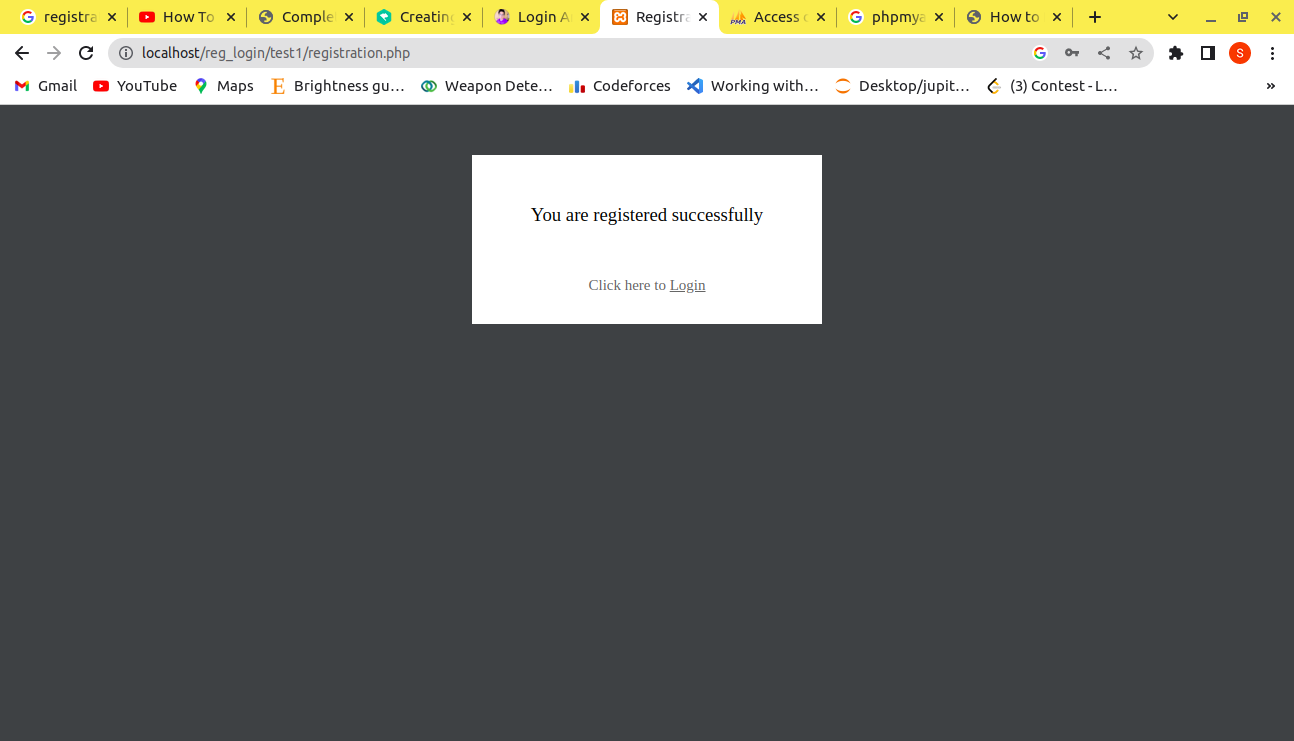 registra How To Comple Creating Login A Registra Access phpmya How to
localhost/reg_login/test1/registration.php S
Gmail YouTube Maps Brightness gu... Weapon Dete... Codeforces Working with... Desktop/jupit... (3) Contest - L... »
You are registered successfully
Click here to Login